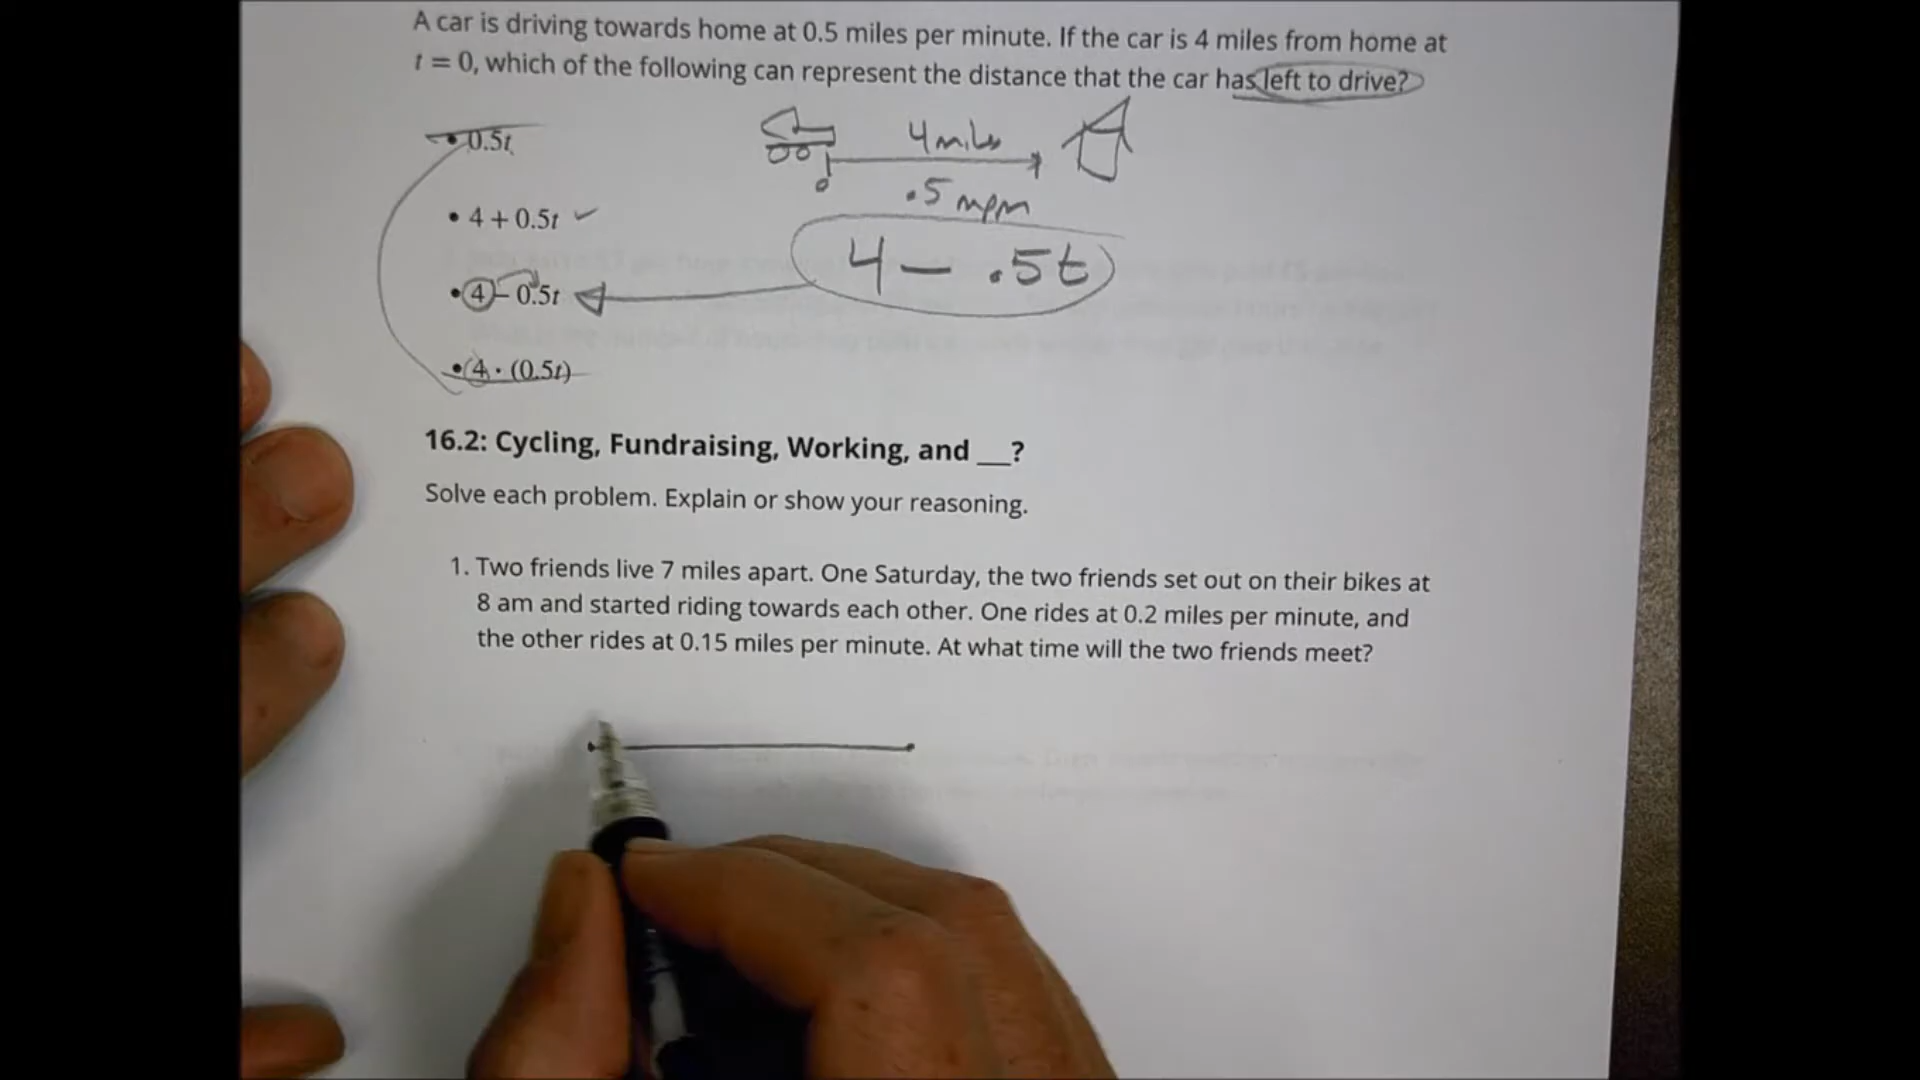 A car is driving towards home at 0.5 miles per minute. If the car is 4 miles from home at
t = 0, which of the following can represent the distance that the car has left to drive?
• 0.5t
4 miles
.5 mpm
• 4 + 0.5t
4 - .5t
• 4 - 0.5t
• 4 · (0.5t)
16.2: Cycling, Fundraising, Working, and __?
Solve each problem. Explain or show your reasoning.
1. Two friends live 7 miles apart. One Saturday, the two friends set out on their bikes at
8 am and started riding towards each other. One rides at 0.2 miles per minute, and
the other rides at 0.15 miles per minute. At what time will the two friends meet?